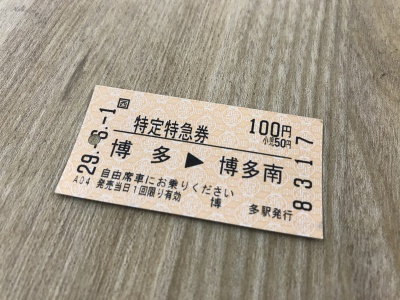 29.-6.-1
図
特定特急券
100円
小児50円
博多▶博多南
自由席車にお乗りください
発売当日1回限り有効
博多駅発行
A04
8317